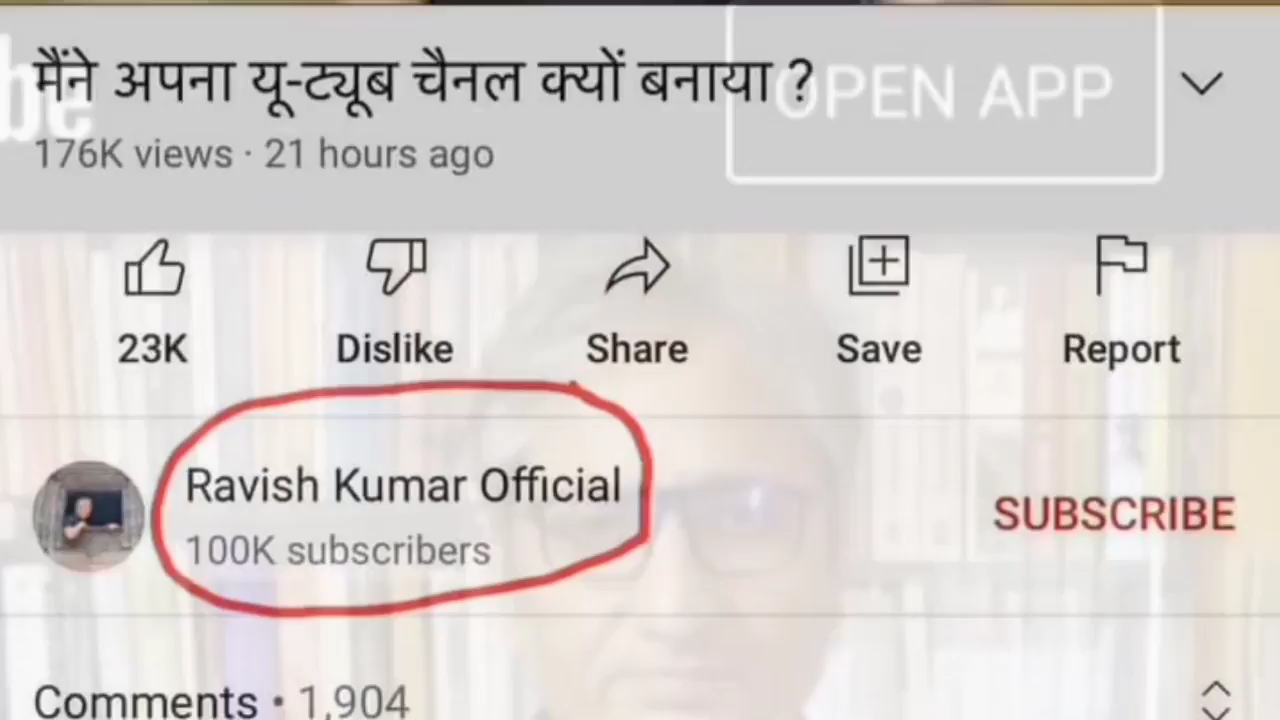 मैंने अपना यू-ट्यूब चैनल क्यों बनाया ?
OPEN APP
be
176K views · 21 hours ago
23K
Dislike
Share
Save
Report
Ravish Kumar Official
100K subscribers
SUBSCRIBE
Comments • 1,904